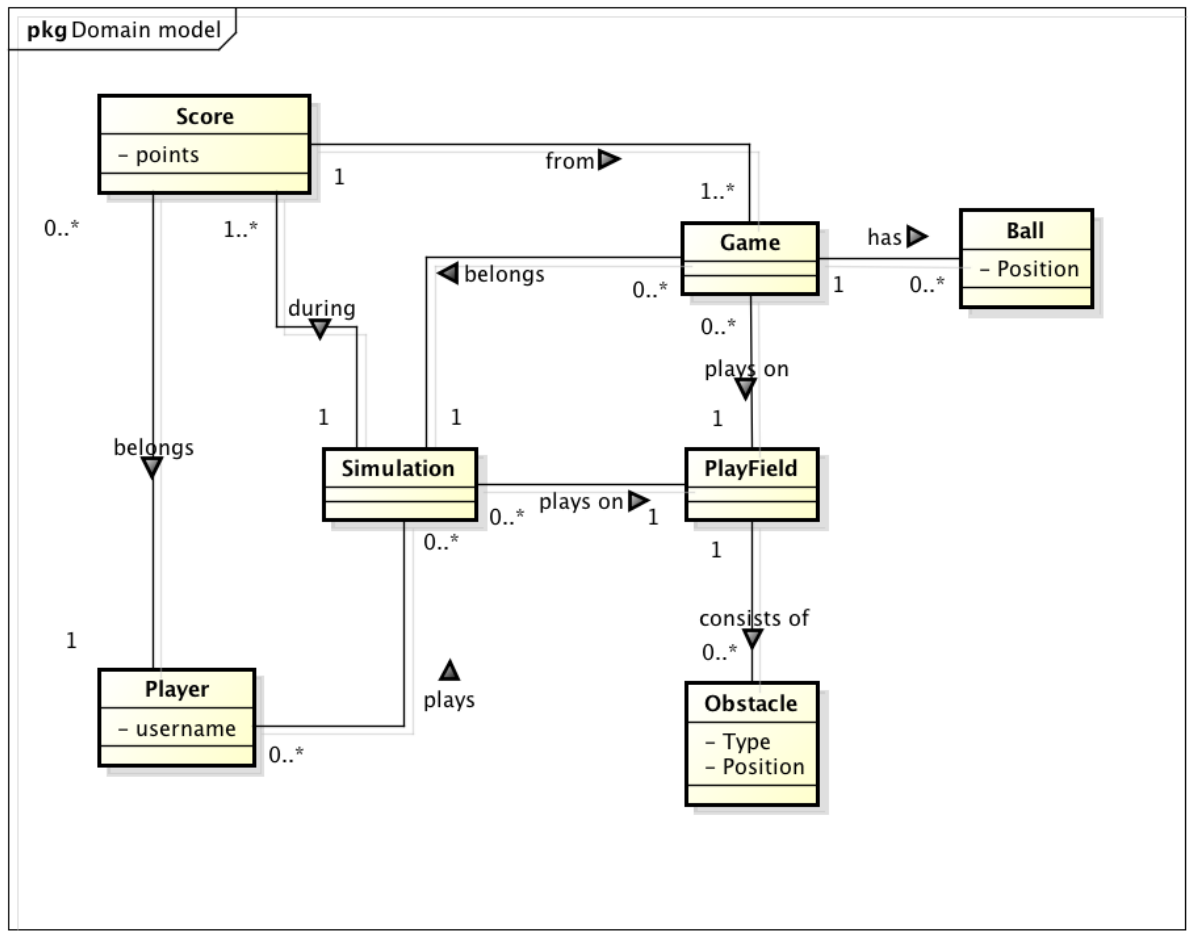 pkg Domain model
Score
- points
1
from
1..*
0..*
1..*
Game
has
Ball
- Position
belongs
0..*
1
0..*
during
0..*
plays on
1
1
1
belongs
Simulation
PlayField
0..*
plays on
1
0..*
1
consists of
0..*
1
Player
- username
0..*
plays
Obstacle
- Type
- Position